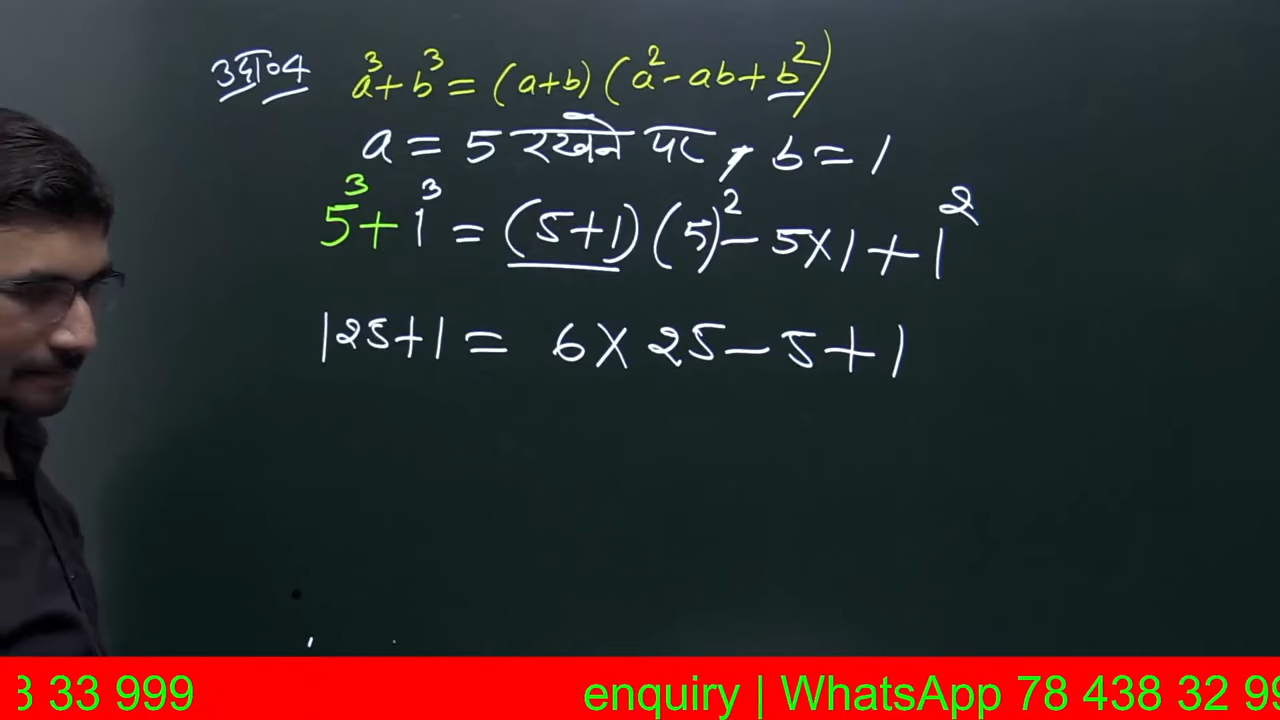 उदा०4 a³+b³=(a+b)(a²-ab+b²)
a = 5 रखने पर, b = 1
5³+1³ = (5+1)(5)²-5×1+1²
125+1 = 6×25-5+1
3 33 999 enquiry | WhatsApp 78 438 32 99